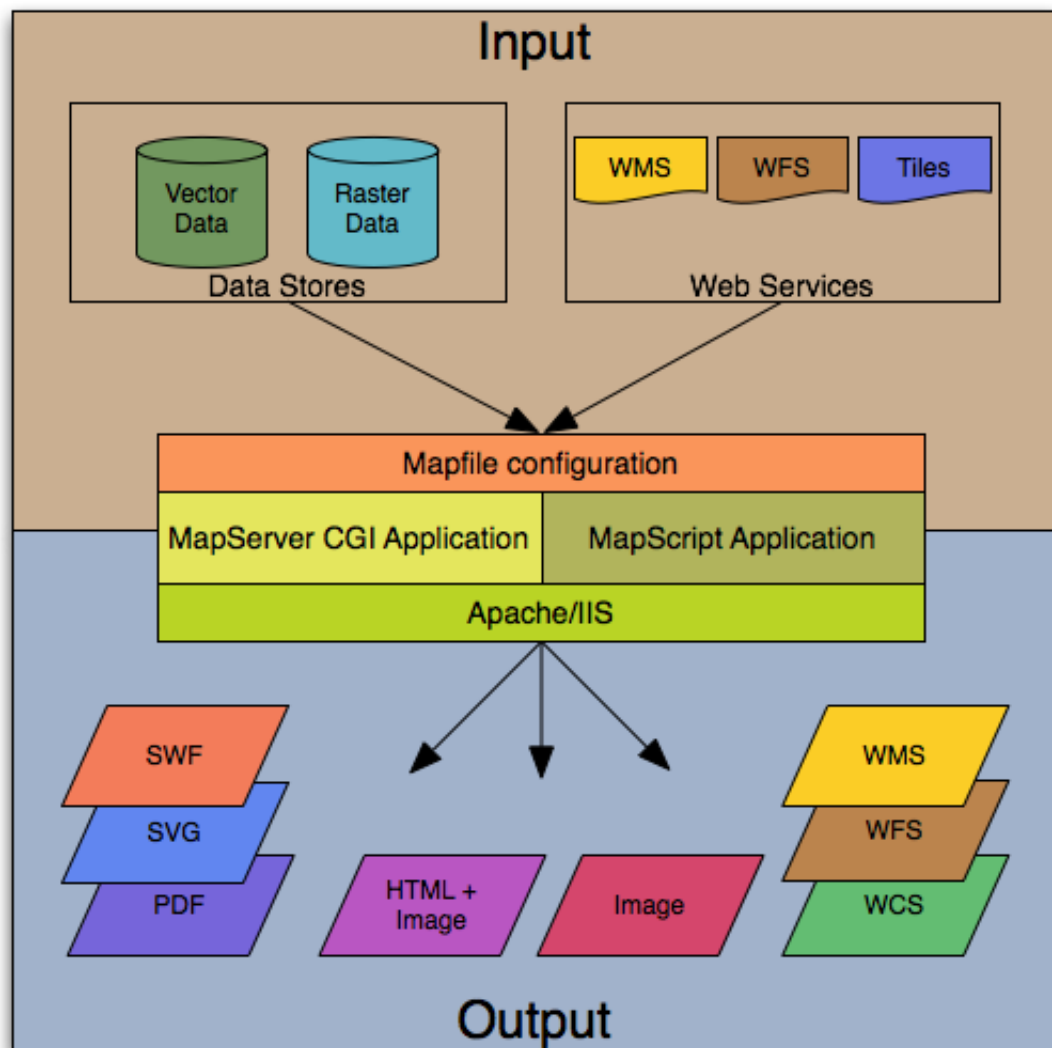 Input
Vector
Data
Raster
Data
Data Stores
WMS
WFS
Tiles
Web Services
Mapfile configuration
MapServer CGI Application
MapScript Application
Apache/IIS
SWF
SVG
PDF
HTML +
Image
Image
WMS
WFS
WCS
Output